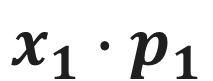 x₁ · p₁